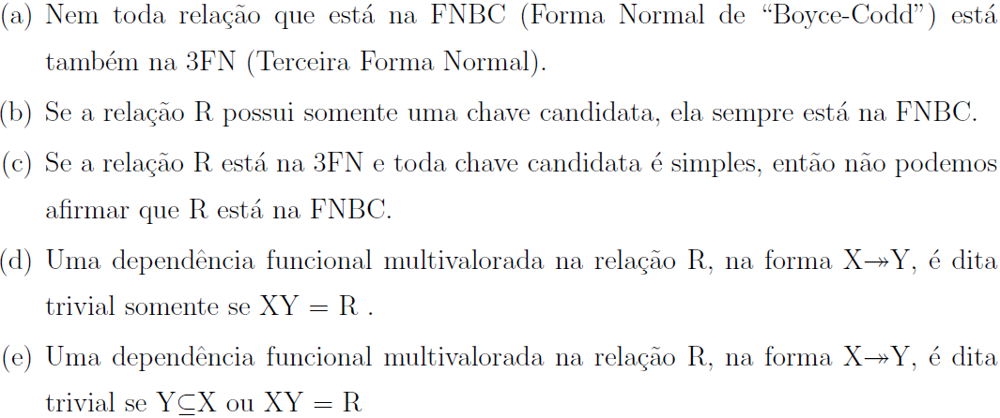 (a) Nem toda relação que está na FNBC (Forma Normal de “Boyce-Codd”) está
também na 3FN (Terceira Forma Normal).
(b) Se a relação R possui somente uma chave candidata, ela sempre está na FNBC.
(c) Se a relação R está na 3FN e toda chave candidata é simples, então não podemos
afirmar que R está na FNBC.
(d) Uma dependência funcional multivalorada na relação R, na forma X↠Y, é dita
trivial somente se XY = R .
(e) Uma dependência funcional multivalorada na relação R, na forma X↠Y, é dita
trivial se Y⊆X ou XY = R